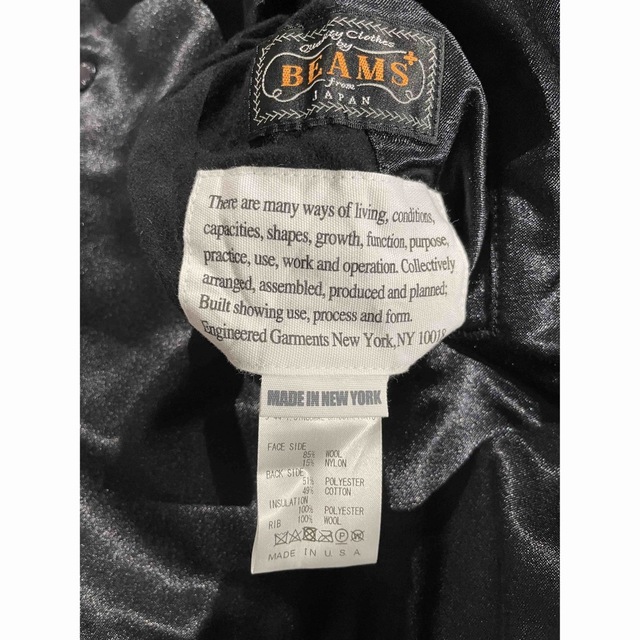 Quality Clothes
by
BEAMS+
from
JAPAN
There are many ways of living, conditions,
capacities, shapes, growth, function, purpose,
practice, use, work and operation. Collectively
arranged, assembled, produced and planned;
Built showing use, process and form.
Engineered Garments New York, NY 10018
MADE IN NEW YORK
FACE SIDE
85% WOOL
15% NYLON
BACK SIDE
51% POLYESTER
49% COTTON
INSULATION
100% POLYESTER
RIB
100% WOOL
MADE IN U.S.A